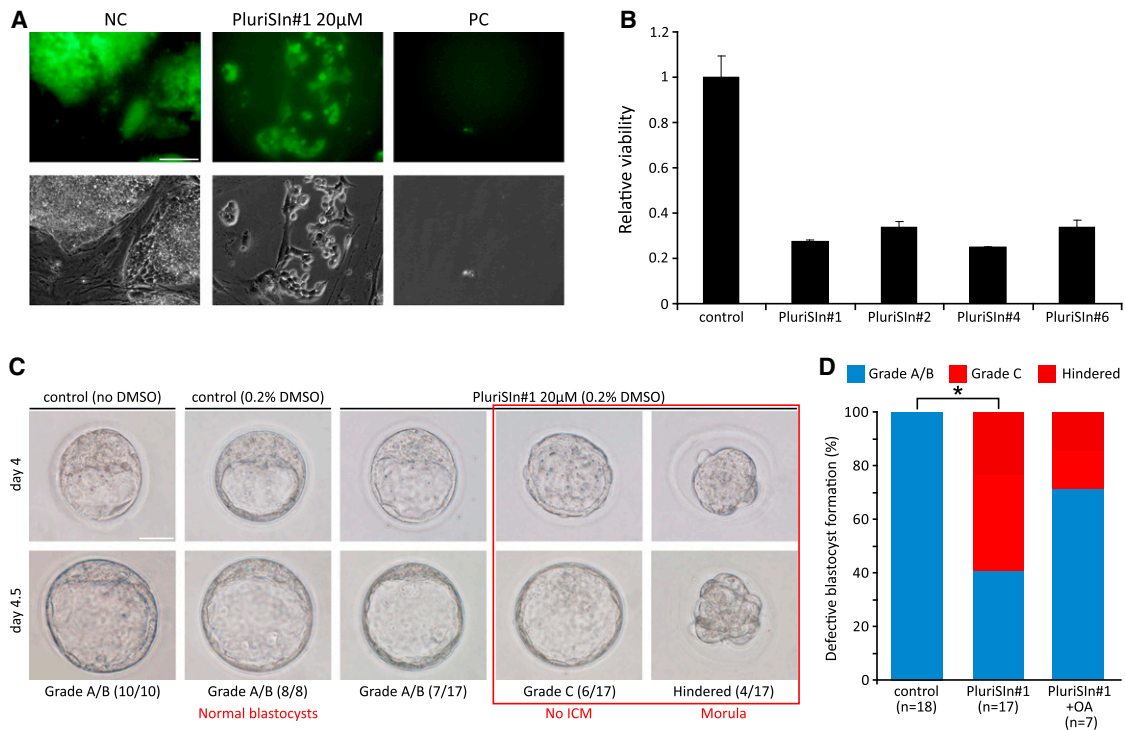 A
NC
PluriSIn#1 20µM
PC
B
Relative viability
1.2
1
0.8
0.6
0.4
0.2
0
control
PluriSIn#1
PluriSIn#2
PluriSIn#4
PluriSIn#6
C
control (no DMSO)
control (0.2% DMSO)
PluriSIn#1 20µM (0.2% DMSO)
day 4
day 4.5
Grade A/B (10/10)
Grade A/B (8/8)
Grade A/B (7/17)
Grade C (6/17)
Hindered (4/17)
Normal blastocysts
No ICM
Morula
D
Grade A/B
Grade C
Hindered
*
Defective blastocyst formation (%)
100
80
60
40
20
0
control
(n=18)
PluriSIn#1
(n=17)
PluriSIn#1
+OA
(n=7)